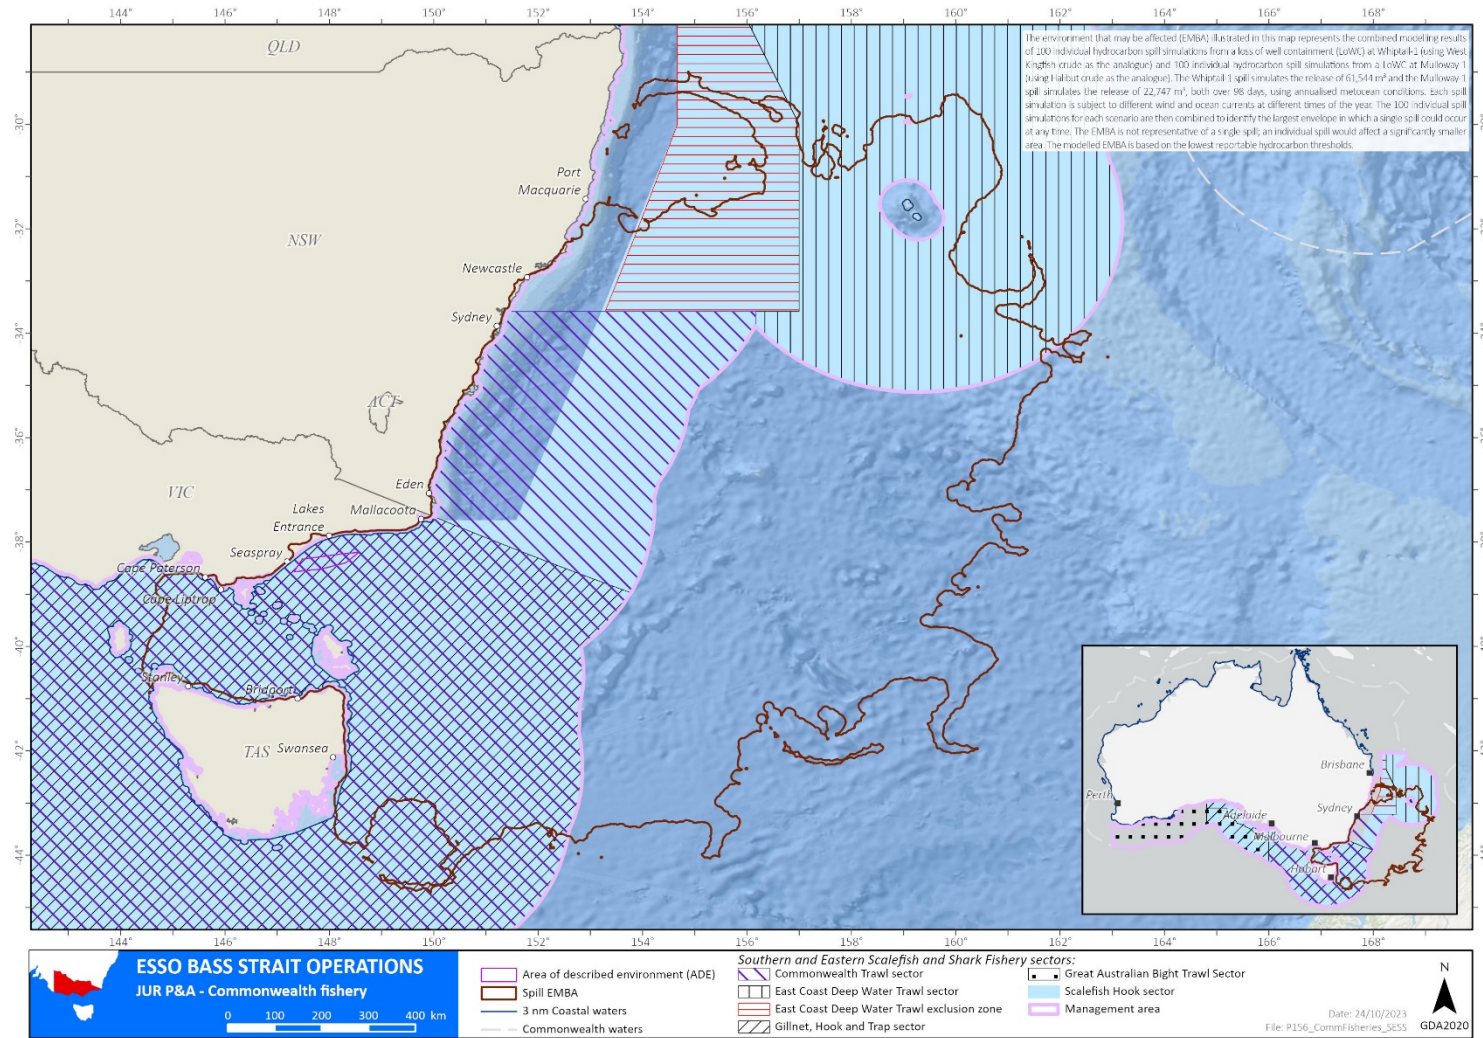 144° 146° 148° 150° 152° 154° 156° 158° 160° 162° 164° 166° 168°
The environment that may be affected (EMBA) illustrated in this map represents the combined modelling results
of 100 individual hydrocarbon spill simulations from a loss of well containment (LoWC) at Whiptail-1 (using West
Kingfish crude as the analogue) and 100 individual hydrocarbon spill simulations from a LoWC at Mulloway-1
(using Halibut crude as the analogue). The Whiptail-1 spill simulates the release of 61,544 m³ and the Mulloway-1
spill simulates the release of 22,747 m³, both over 98 days, using annualised metocean conditions. Each spill
simulation is subject to different wind and ocean currents at different times of the year. The 100 individual spill
simulations for each scenario are then combined to identify the largest envelope in which a single spill could occur
at any time. The EMBA is not representative of a single spill; an individual spill would affect a significantly smaller
area. The modelled EMBA is based on the lowest reportable hydrocarbon thresholds.
QLD
30°
Port
Macquarie
32°
NSW
Newcastle
Sydney
34°
ACT
36°
Eden
VIC
Mallacoota
Lakes
Entrance
38°
Seaspray
Cape Paterson
Cape Liptrap
40°
Stanley
Bridport
42°
TAS
Swansea
44°
Brisbane
Perth
Sydney
Adelaide
Melbourne
Hobart
144° 146° 148° 150° 152° 154° 156° 158° 160° 162° 164° 166° 168°
ESSO BASS STRAIT OPERATIONS
JUR P&A - Commonwealth fishery
0 100 200 300 400 km
Area of described environment (ADE)
Spill EMBA
3 nm Coastal waters
Commonwealth waters
Southern and Eastern Scalefish and Shark Fishery sectors:
Commonwealth Trawl sector
East Coast Deep Water Trawl sector
East Coast Deep Water Trawl exclusion zone
Gillnet, Hook and Trap sector
Great Australian Bight Trawl Sector
Scalefish Hook sector
Management area
Date: 24/10/2023
File: P156_CommFisheries_SESS
N
GDA2020